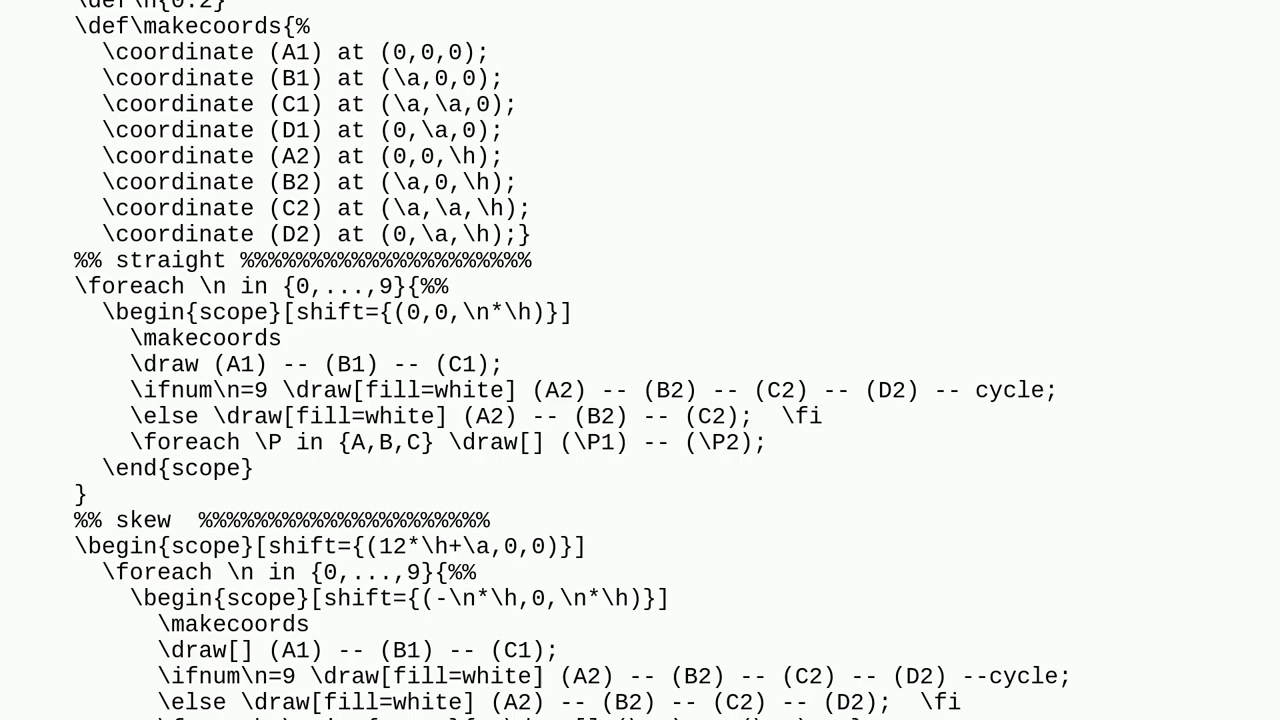 \def\h{0.2}
\def\makecoords{%
  \coordinate (A1) at (0,0,0);
  \coordinate (B1) at (\a,0,0);
  \coordinate (C1) at (\a,\a,0);
  \coordinate (D1) at (0,\a,0);
  \coordinate (A2) at (0,0,\h);
  \coordinate (B2) at (\a,0,\h);
  \coordinate (C2) at (\a,\a,\h);
  \coordinate (D2) at (0,\a,\h);}
%% straight %%%%%%%%%%%%%%%%%%%%%
\foreach \n in {0,...,9}{%%
  \begin{scope}[shift={(0,0,\n*\h)}]
    \makecoords
    \draw (A1) -- (B1) -- (C1);
    \ifnum\n=9 \draw[fill=white] (A2) -- (B2) -- (C2) -- (D2) -- cycle;
    \else \draw[fill=white] (A2) -- (B2) -- (C2);  \fi
    \foreach \P in {A,B,C} \draw[] (\P1) -- (\P2);
  \end{scope}
}
%% skew  %%%%%%%%%%%%%%%%%%%%%
\begin{scope}[shift={(12*\h+\a,0,0)}]
  \foreach \n in {0,...,9}{%%
    \begin{scope}[shift={(-\n*\h,0,\n*\h)}]
      \makecoords
      \draw[] (A1) -- (B1) -- (C1);
      \ifnum\n=9 \draw[fill=white] (A2) -- (B2) -- (C2) -- (D2) --cycle;
      \else \draw[fill=white] (A2) -- (B2) -- (C2) -- (D2);  \fi